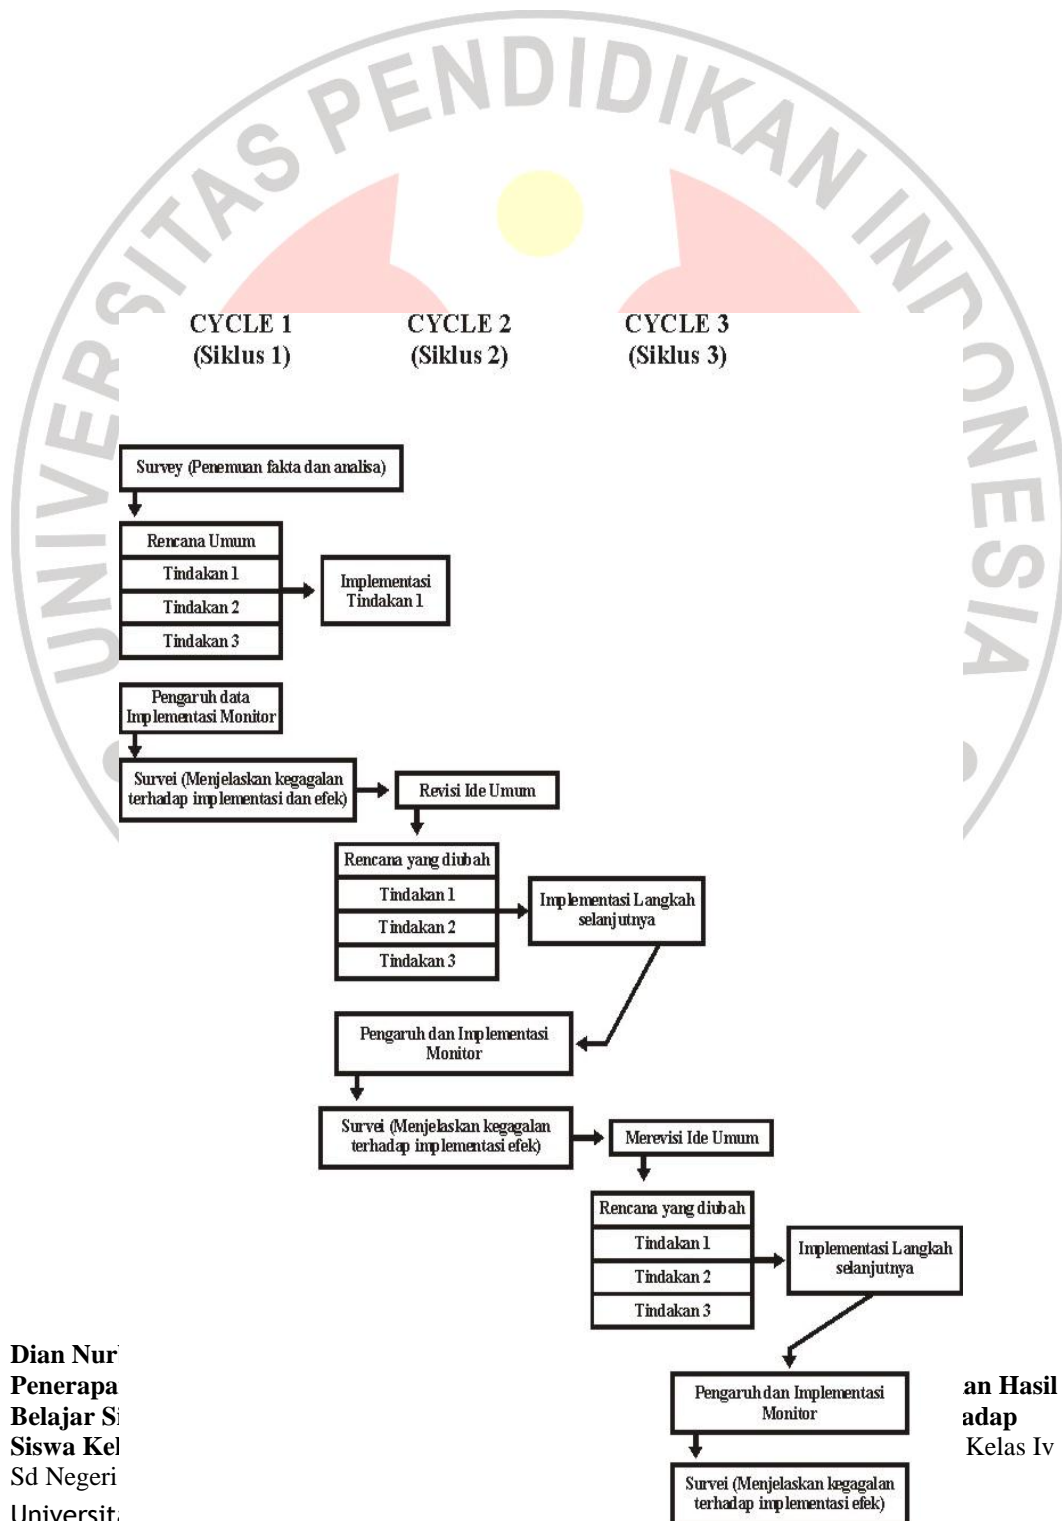 UNIVERSITAS PENDIDIKAN INDONESIA
CYCLE 1
(Siklus 1)
CYCLE 2
(Siklus 2)
CYCLE 3
(Siklus 3)
Survey (Penemuan fakta dan analisa)
Rencana Umum
Tindakan 1
Tindakan 2
Tindakan 3
Implementasi
Tindakan 1
Pengaruh data
Implementasi Monitor
Survei (Menjelaskan kegagalan
terhadap implementasi dan efek)
Revisi Ide Umum
Rencana yang diubah
Tindakan 1
Tindakan 2
Tindakan 3
Implementasi Langkah
selanjutnya
Pengaruh dan Implementasi
Monitor
Survei (Menjelaskan kegagalan
terhadap implementasi efek)
Merevisi Ide Umum
Rencana yang diubah
Tindakan 1
Tindakan 2
Tindakan 3
Implementasi Langkah
selanjutnya
Pengaruh dan Implementasi
Monitor
Survei (Menjelaskan kegagalan
terhadap implementasi efek)
Dian
an Hasil
Belajar
Siswa
Kelas Iv
Sd Negeri